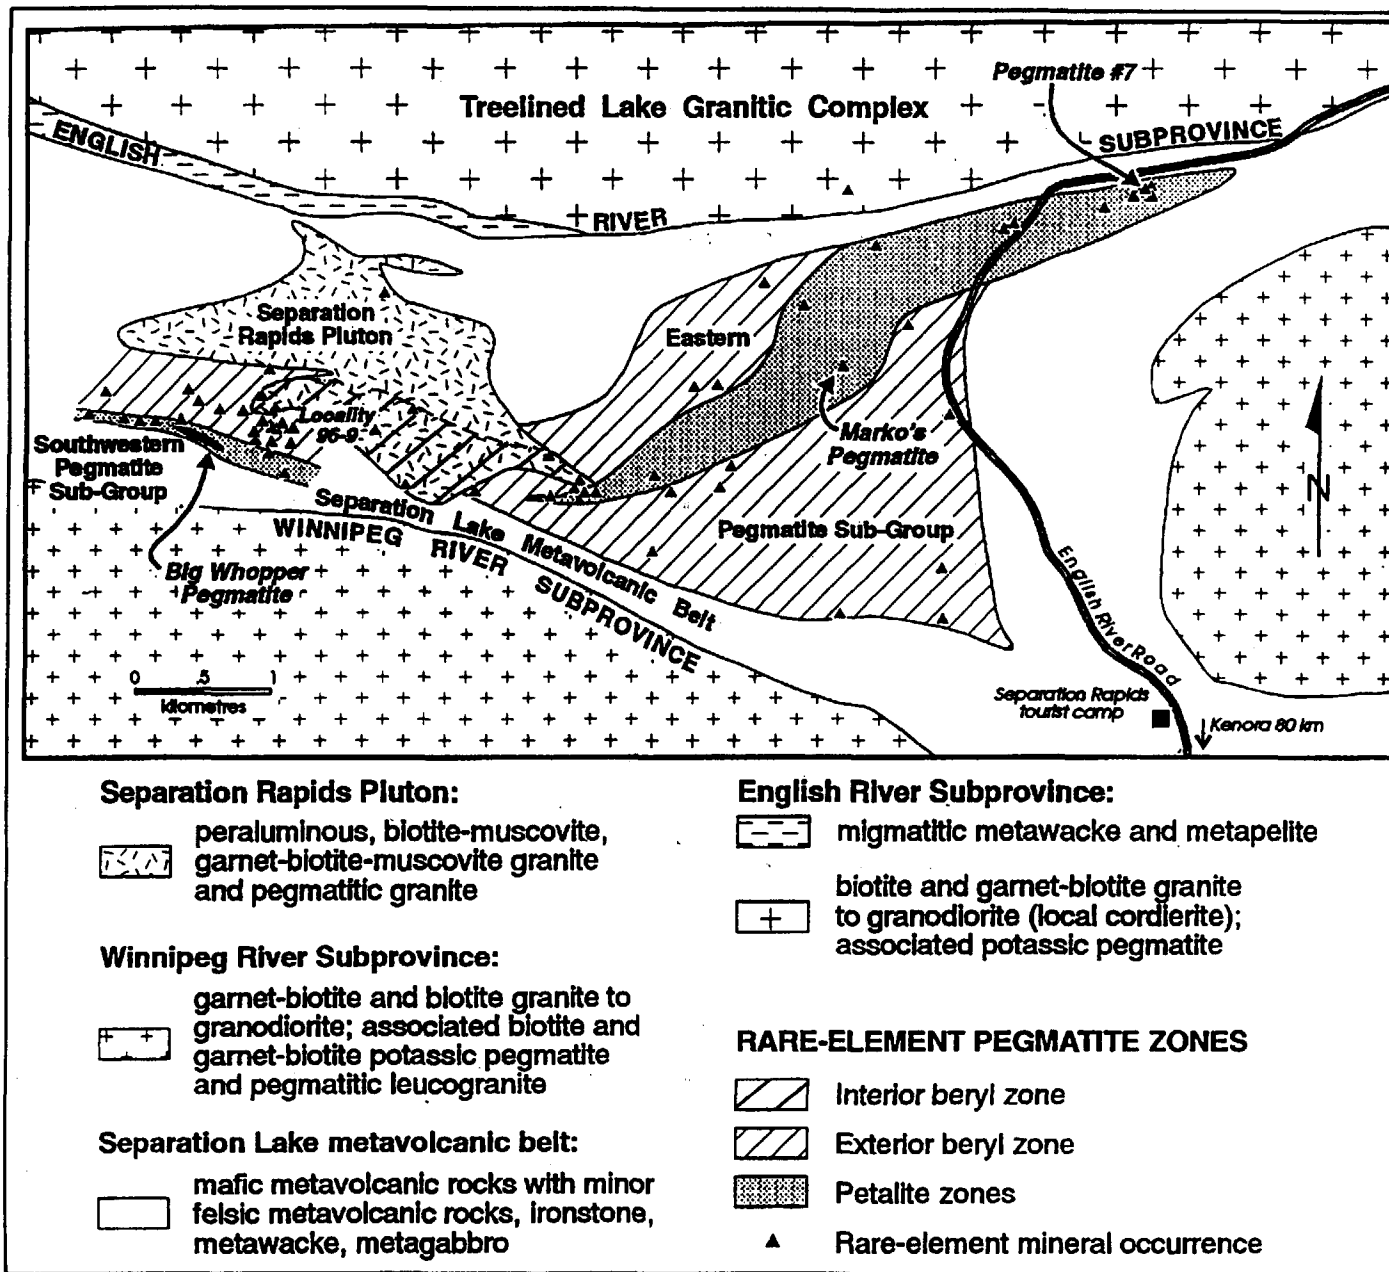 Pegmatite #7
Treelined Lake Granitic Complex
SUBPROVINCE
ENGLISH
RIVER
Separation
Rapids Pluton
Eastern
Locality
96-9
Marko's
Pegmatite
Southwestern
Pegmatite
Sub-Group
Separation Lake Metavolcanic Belt
WINNIPEG RIVER SUBPROVINCE
Pegmatite Sub-Group
N
Big Whopper
Pegmatite
English River Road
0 .5 1
kilometres
Separation Rapids
tourist camp
Kenora 80 km
Separation Rapids Pluton:
peraluminous, biotite-muscovite,
garnet-biotite-muscovite granite
and pegmatitic granite
Winnipeg River Subprovince:
garnet-biotite and biotite granite to
granodiorite; associated biotite and
garnet-biotite potassic pegmatite
and pegmatitic leucogranite
Separation Lake metavolcanic belt:
mafic metavolcanic rocks with minor
felsic metavolcanic rocks, ironstone,
metawacke, metagabbro
English River Subprovince:
migmatitic metawacke and metapelite
biotite and garnet-biotite granite
to granodiorite (local cordierite);
associated potassic pegmatite
RARE-ELEMENT PEGMATITE ZONES
Interior beryl zone
Exterior beryl zone
Petalite zones
Rare-element mineral occurrence